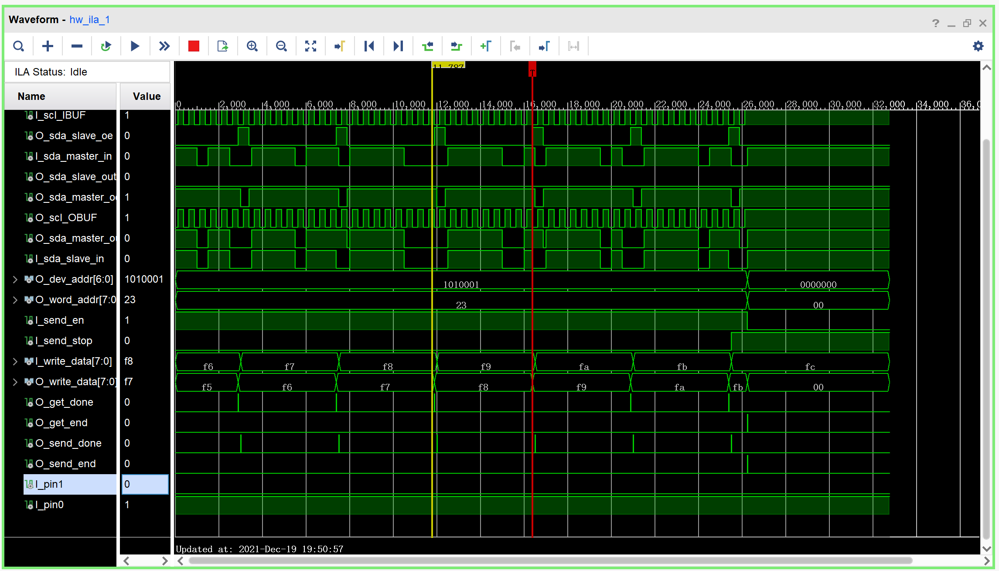 Waveform - hw_ila_1
?
ILA Status: Idle
11,787
T
Name Value
0 2,000 4,000 6,000 8,000 10,000 12,000 14,000 16,000 18,000 20,000 22,000 24,000 26,000 28,000 30,000 32,000 34,000 36,0
I_scl_IBUF 1
O_sda_slave_oe 0
I_sda_master_in 0
O_sda_slave_out 0
O_sda_master_o 1
O_scl_OBUF 1
O_sda_master_o 0
I_sda_slave_in 0
O_dev_addr[6:0] 1010001 1010001 0000000
O_word_addr[7:0 23 23 00
I_send_en 1
I_send_stop 0
I_write_data[7:0] f8 f6 f7 f8 f9 fa fb fc
O_write_data[7:0] f7 f5 f6 f7 f8 f9 fa fb 00
O_get_done 0
O_get_end 0
O_send_done 0
O_send_end 0
I_pin1 0
I_pin0 1
Updated at: 2021-Dec-19 19:50:57